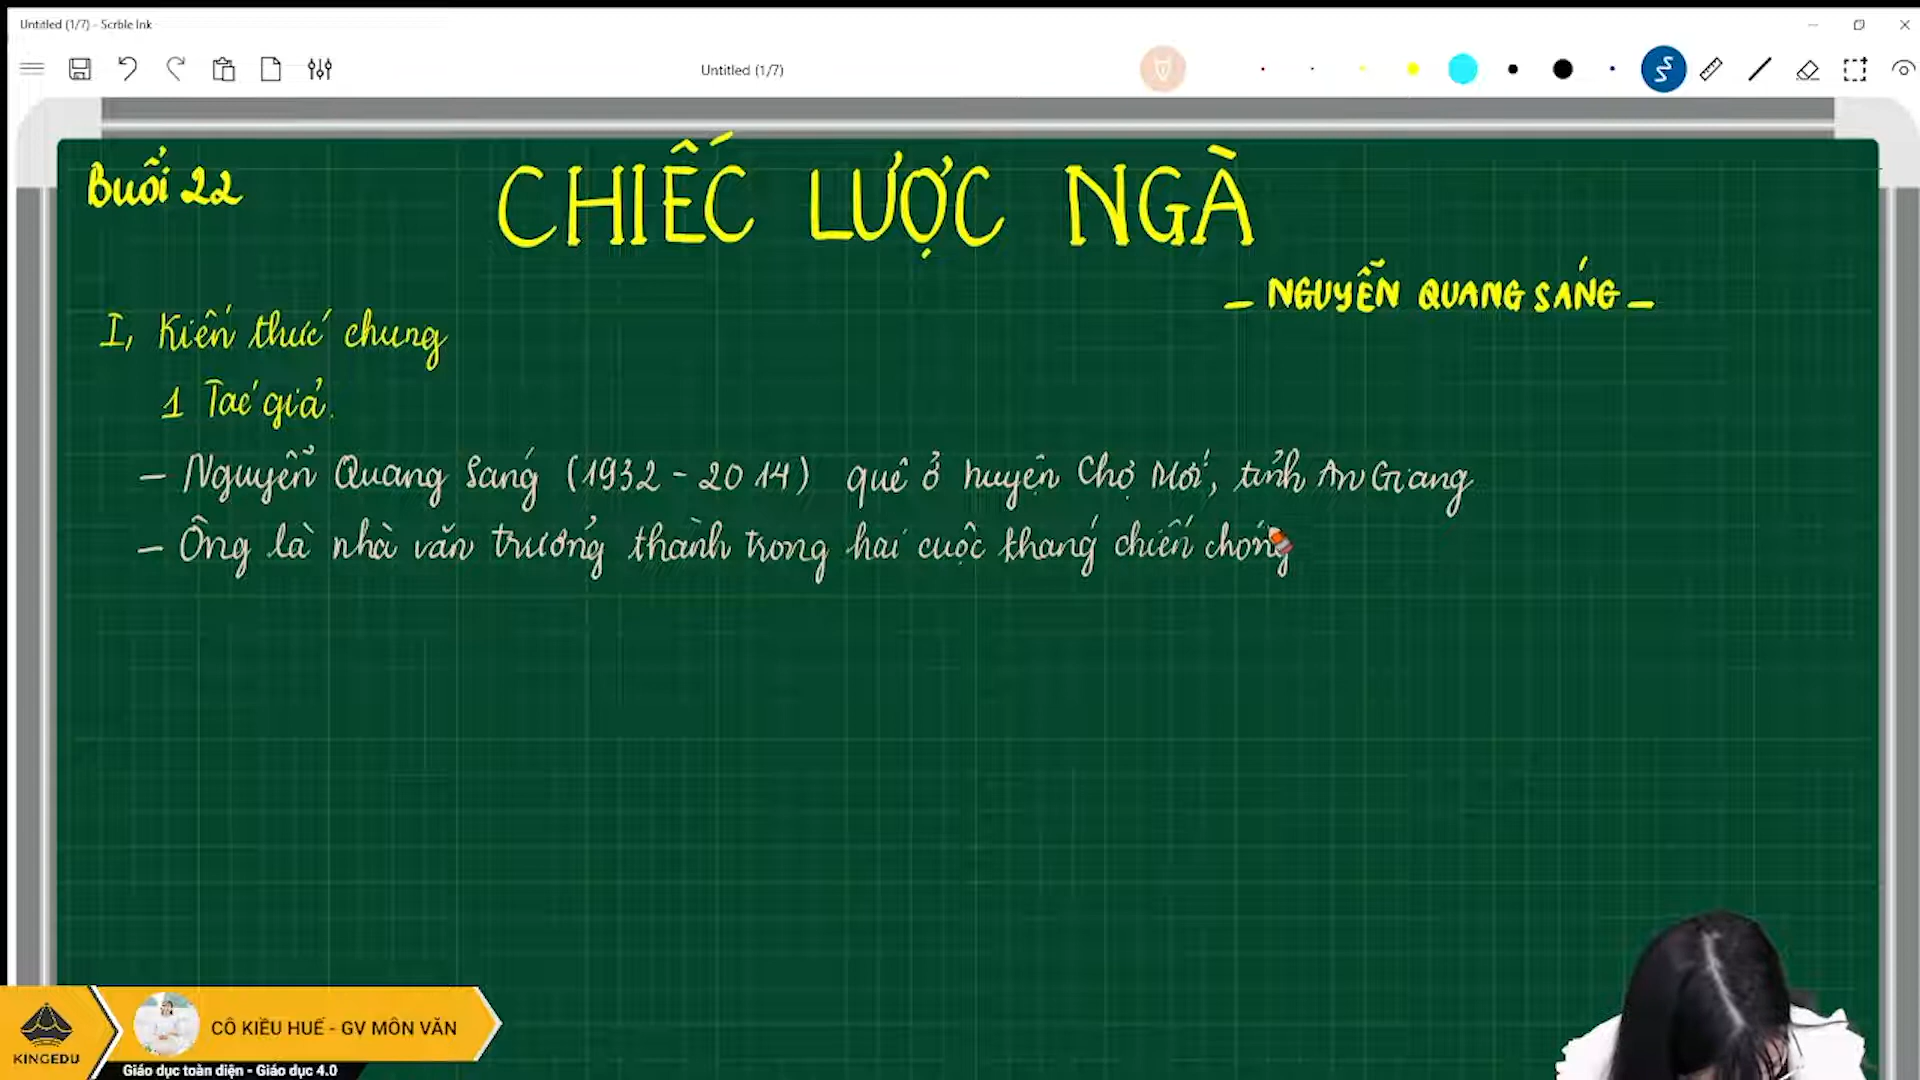 Untitled (1/7) - Scrble Ink
Untitled (1/7)
Buổi 22
CHIẾC LƯỢC NGÀ
– NGUYỄN QUANG SÁNG –
I, Kiến thức chung
1 Tác giả.
– Nguyễn Quang Sáng (1932 - 2014) quê ở huyện Chợ Mới, tỉnh An Giang
– Ông là nhà văn trưởng thành trong hai cuộc kháng chiến chống
CÔ KIỀU HUẾ - GV MÔN VĂN
KINGEDU
Giáo dục toàn diện - Giáo dục 4.0